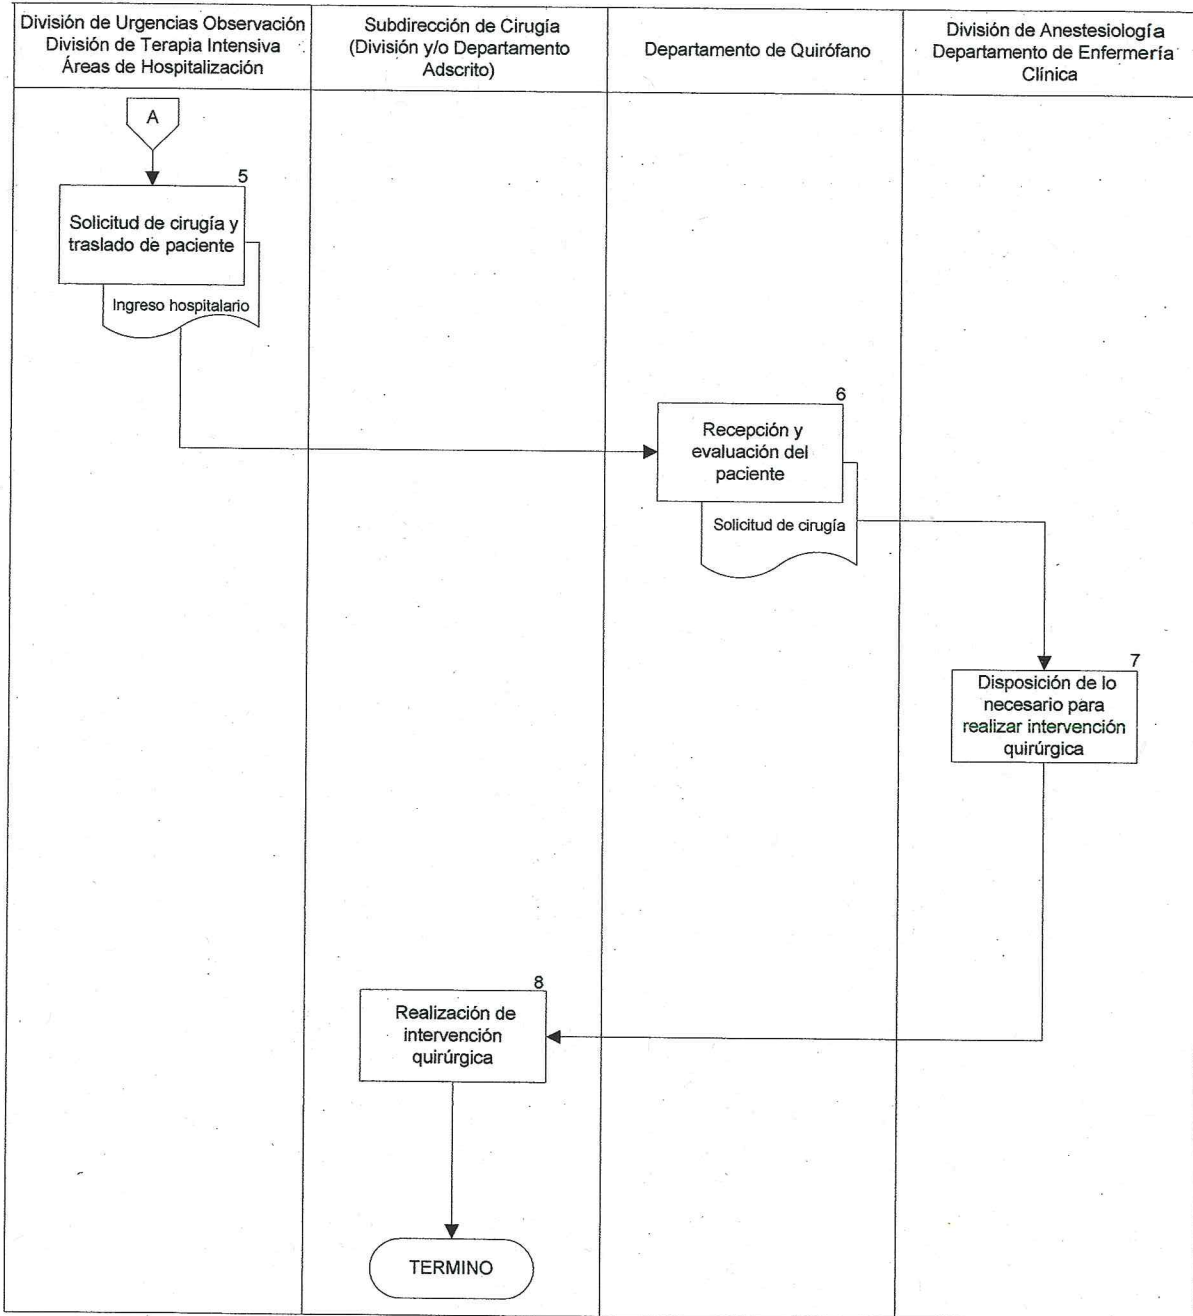 División de Urgencias Observación
División de Terapia Intensiva
Áreas de Hospitalización
Subdirección de Cirugía
(División y/o Departamento
Adscrito)
Departamento de Quirófano
División de Anestesiología
Departamento de Enfermería
Clínica
A
5
Solicitud de cirugía y
traslado de paciente
Ingreso hospitalario
6
Recepción y
evaluación del
paciente
Solicitud de cirugía
7
Disposición de lo
necesario para
realizar intervención
quirúrgica
8
Realización de
intervención
quirúrgica
TERMINO